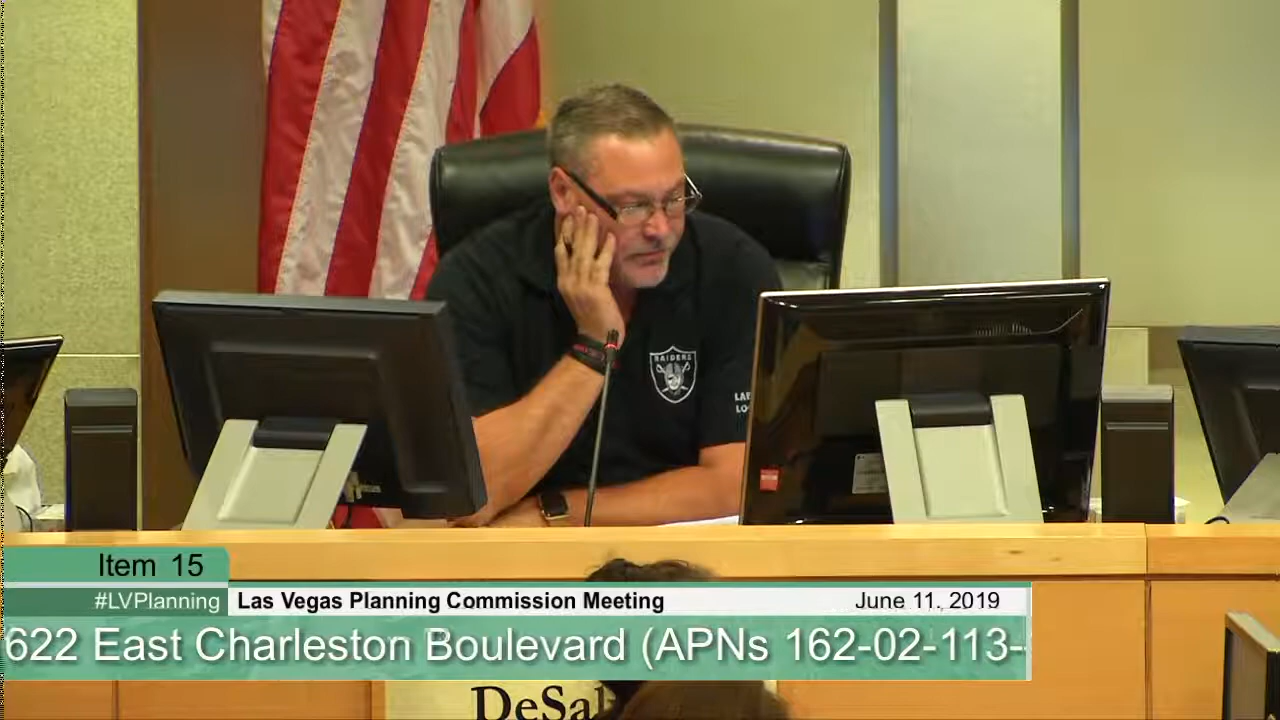 RAIDERS
Item 15
#LVPlanning
Las Vegas Planning Commission Meeting
June 11, 2019
622 East Charleston Boulevard (APNs 162-02-113-